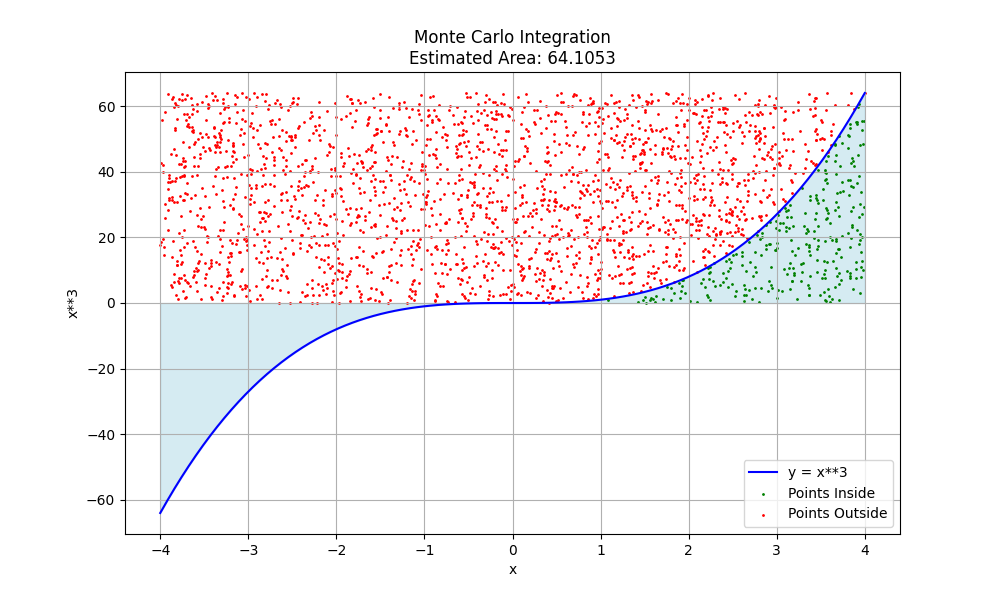 Monte Carlo Integration
Estimated Area: 64.1053
60
40
20
0
−20
−40
−60
x**3
−4
−3
−2
−1
0
1
2
3
4
x
y = x**3
Points Inside
Points Outside